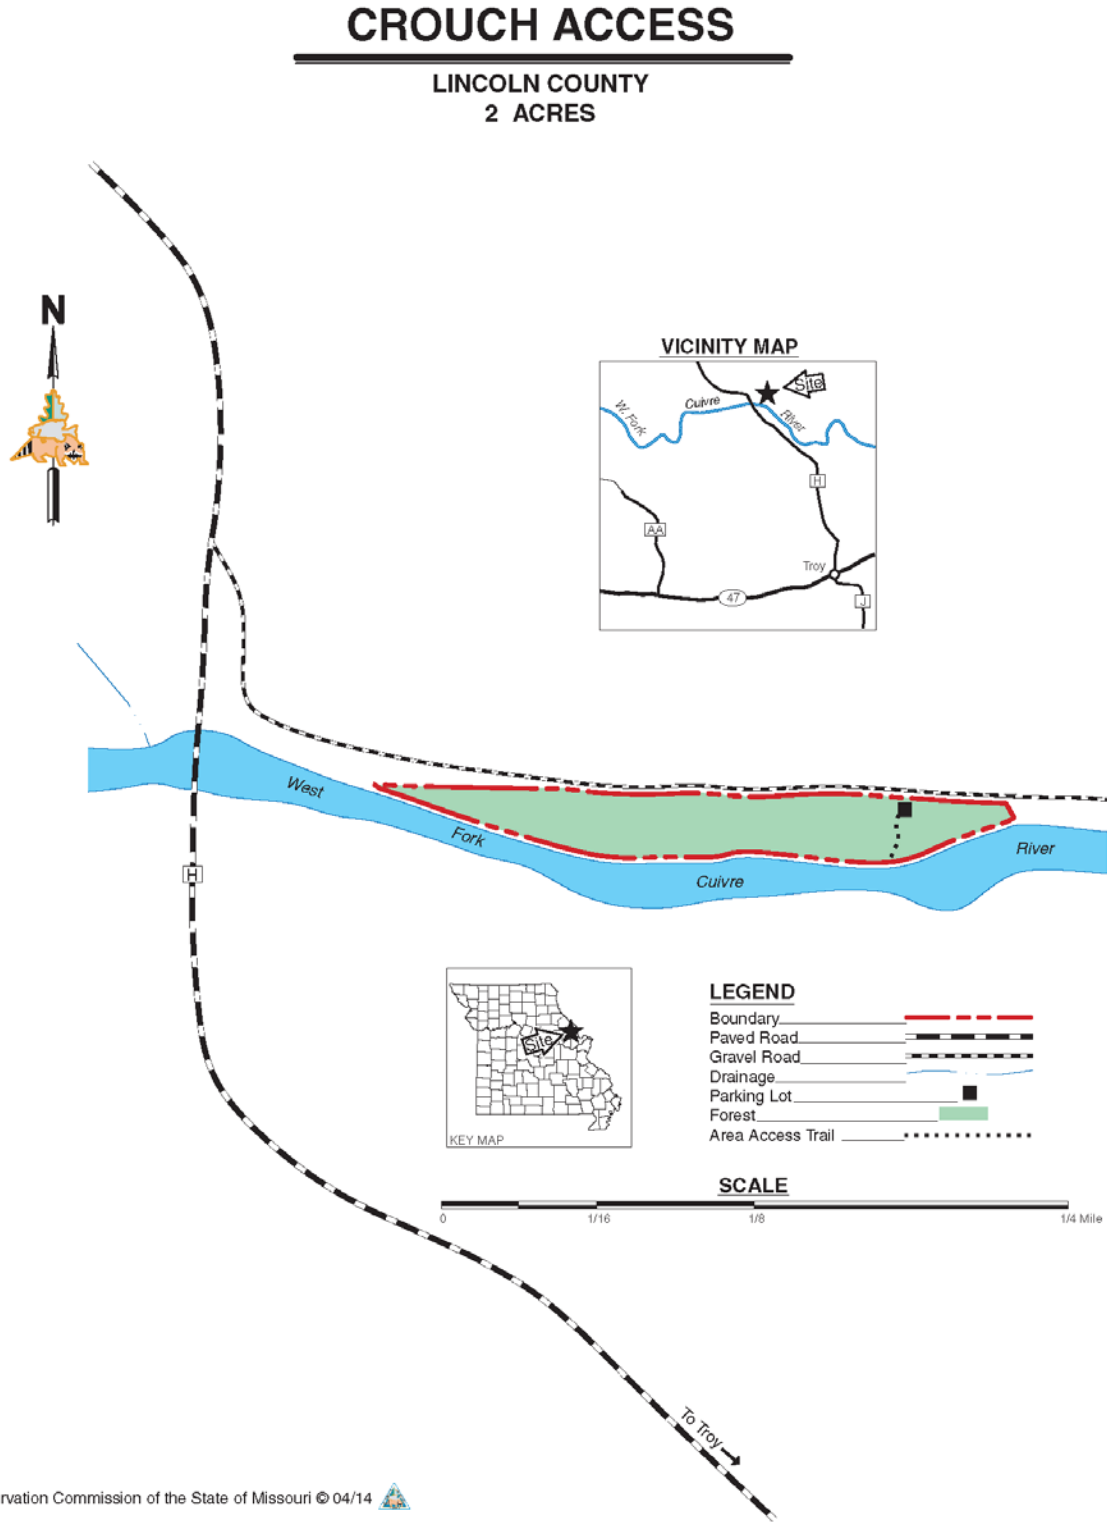 CROUCH ACCESS
LINCOLN COUNTY
2 ACRES
N
VICINITY MAP
Site
W. Fork
Cuivre
River
H
AA
Troy
47
J
West
Fork
Cuivre
River
H
Site
KEY MAP
LEGEND
Boundary
Paved Road
Gravel Road
Drainage
Parking Lot
Forest
Area Access Trail
SCALE
0 1/16 1/8 1/4 Mile
To Troy
rvation Commission of the State of Missouri © 04/14